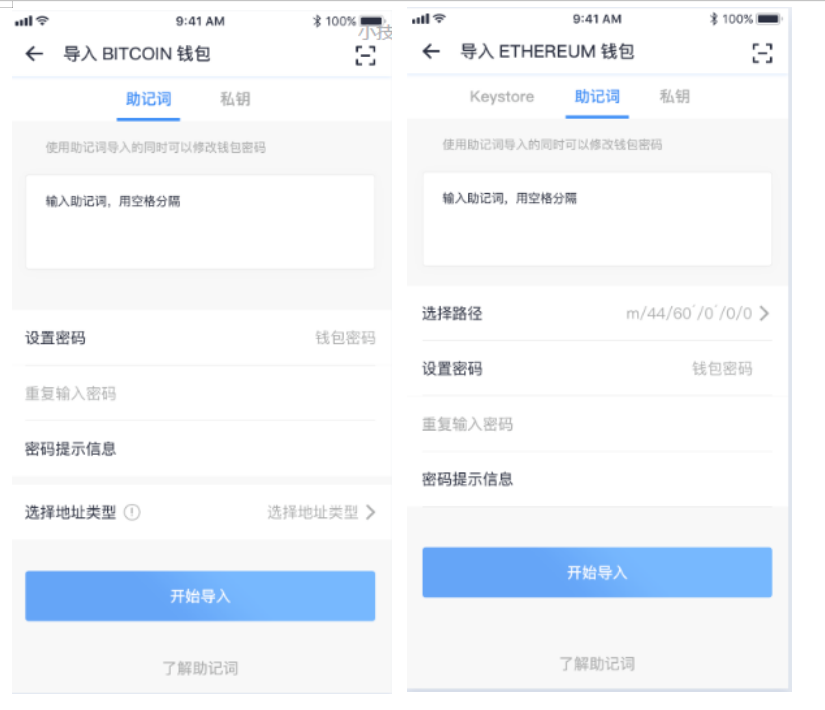 9:41 AM
100%
小技
导入 BITCOIN 钱包
助记词 私钥
使用助记词导入的同时可以修改钱包密码
输入助记词，用空格分隔
设置密码 钱包密码
重复输入密码
密码提示信息
选择地址类型 选择地址类型
开始导入
了解助记词
9:41 AM
100%
导入 ETHEREUM 钱包
Keystore 助记词 私钥
使用助记词导入的同时可以修改钱包密码
输入助记词，用空格分隔
选择路径 m/44/60'/0'/0/0
设置密码 钱包密码
重复输入密码
密码提示信息
开始导入
了解助记词